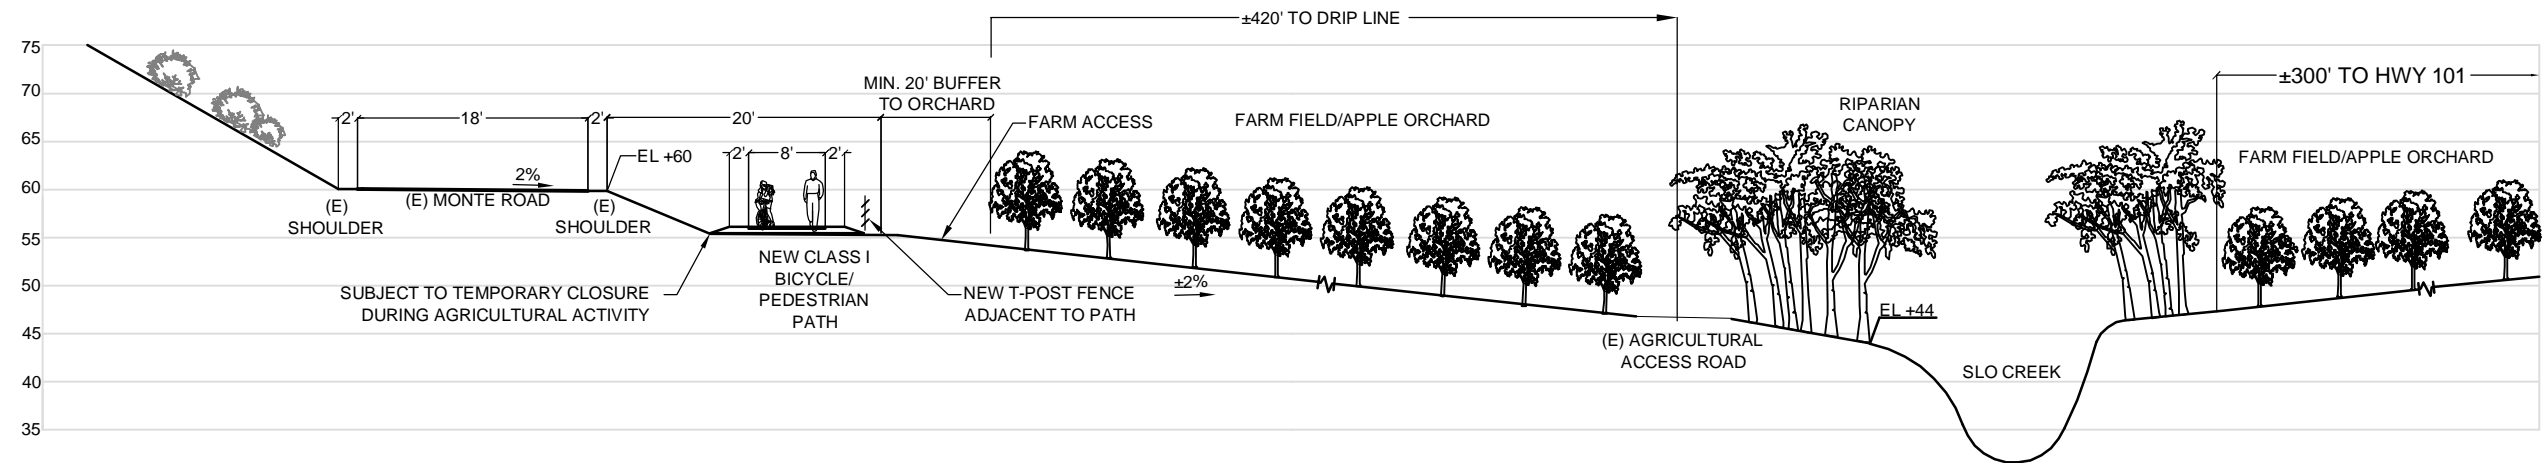 ±420' TO DRIP LINE
75
70
65
60
55
50
45
40
35
2'
18'
2'
20'
MIN. 20' BUFFER
TO ORCHARD
EL +60
2'
8'
2'
2%
(E)
SHOULDER
(E) MONTE ROAD
(E)
SHOULDER
FARM ACCESS
FARM FIELD/APPLE ORCHARD
RIPARIAN
CANOPY
±300' TO HWY 101
FARM FIELD/APPLE ORCHARD
SUBJECT TO TEMPORARY CLOSURE
DURING AGRICULTURAL ACTIVITY
NEW CLASS I
BICYCLE/
PEDESTRIAN
PATH
NEW T-POST FENCE
ADJACENT TO PATH
±2%
(E) AGRICULTURAL
ACCESS ROAD
EL +44
SLO CREEK